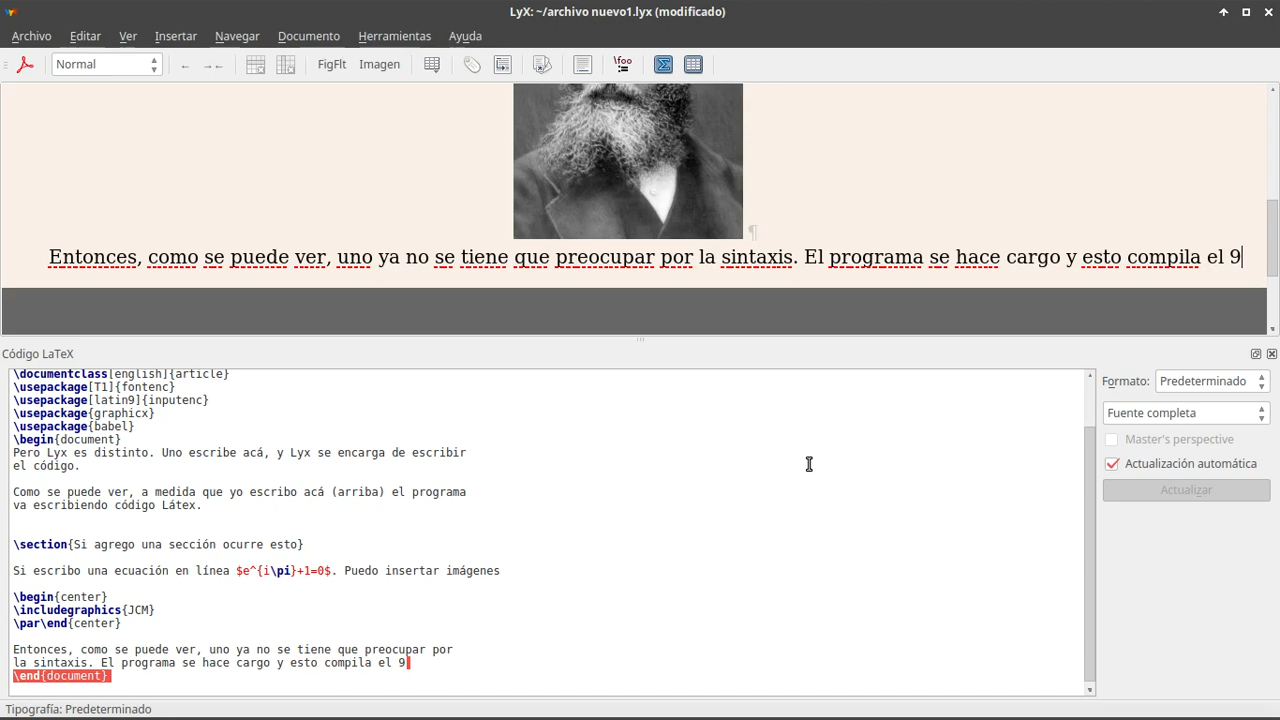 LyX: ~/archivo nuevo1.lyx (modificado)
Archivo Editar Ver Insertar Navegar Documento Herramientas Ayuda
Normal FigFlt Imagen \foo
Entonces, como se puede ver, uno ya no se tiene que preocupar por la sintaxis. El programa se hace cargo y esto compila el 9
Código LaTeX
\documentclass[english]{article}
\usepackage[T1]{fontenc}
\usepackage[latin9]{inputenc}
\usepackage{graphicx}
\usepackage{babel}
\begin{document}
Pero Lyx es distinto. Uno escribe acá, y Lyx se encarga de escribir
el código.
Como se puede ver, a medida que yo escribo acá (arriba) el programa
va escribiendo código Látex.
\section{Si agrego una sección ocurre esto}
Si escribo una ecuación en línea $e^{i\pi}+1=0$. Puedo insertar imágenes
\begin{center}
\includegraphics{JCM}
\par\end{center}
Entonces, como se puede ver, uno ya no se tiene que preocupar por
la sintaxis. El programa se hace cargo y esto compila el 9
\end{document}
Formato: Predeterminado
Fuente completa
Master's perspective
Actualización automática
Actualizar
Tipografía: Predeterminado